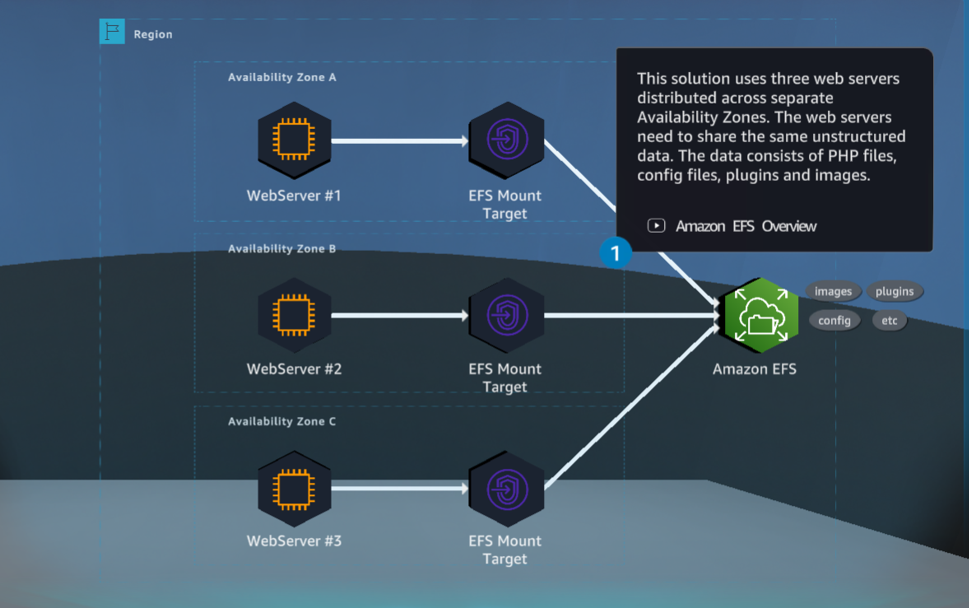 Region
Availability Zone A
WebServer #1
EFS Mount
Target
This solution uses three web servers
distributed across separate
Availability Zones. The web servers
need to share the same unstructured
data. The data consists of PHP files,
config files, plugins and images.
Amazon EFS Overview
1
Availability Zone B
WebServer #2
EFS Mount
Target
images
plugins
config
etc
Amazon EFS
Availability Zone C
WebServer #3
EFS Mount
Target